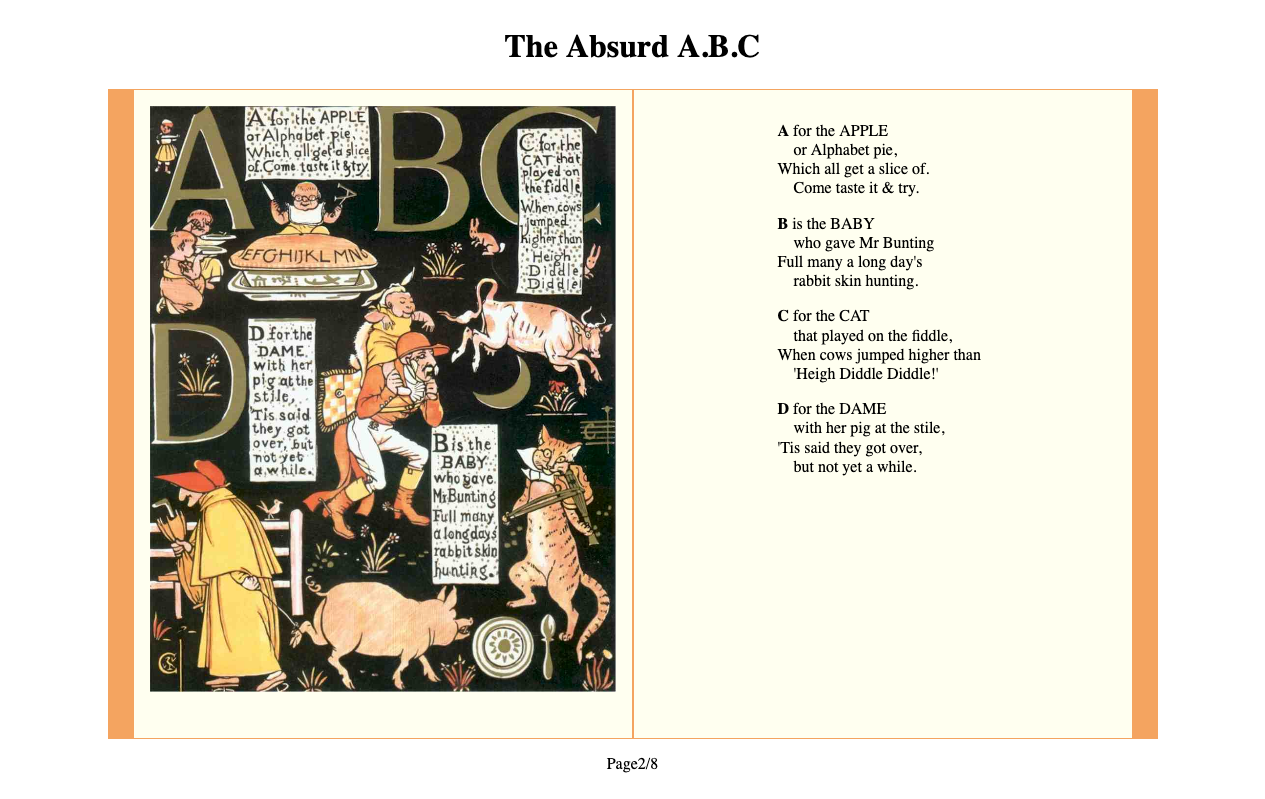 The Absurd A.B.C
A
B
C
A for the APPLE
or Alphabet pie,
Which all get a slice
of. Come taste it & try.
C for the
CAT that
played on
the fiddle
When cows
jumped
higher than
Heigh
Diddle
Diddle!
EFGHIJKLMN
D
D for the
DAME
with her
pig at the
stile,
'Tis said
they got
over, but
not yet
a while.
B is the
BABY
who gave
Mr Bunting
Full many
a long days
rabbit skin
hunting.
A for the APPLE
or Alphabet pie,
Which all get a slice of.
Come taste it & try.
B is the BABY
who gave Mr Bunting
Full many a long day's
rabbit skin hunting.
C for the CAT
that played on the fiddle,
When cows jumped higher than
'Heigh Diddle Diddle!'
D for the DAME
with her pig at the stile,
'Tis said they got over,
but not yet a while.
Page2/8